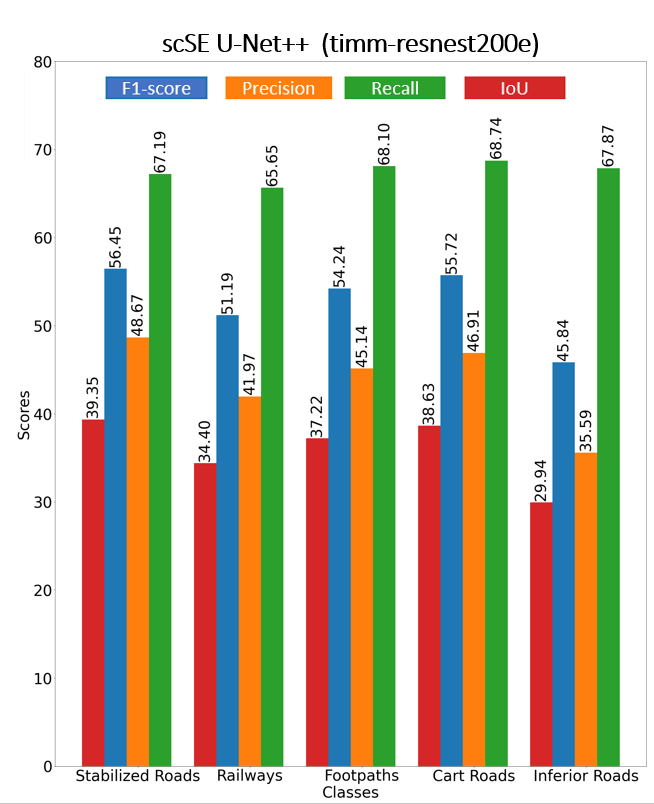 scSE U-Net++ (timm-resnest200e)
80
F1-score Precision Recall IoU
70
60
50
40
30
20
10
0
Scores
39.35 56.45 48.67 67.19
34.40 51.19 41.97 65.65
37.22 54.24 45.14 68.10
38.63 55.72 46.91 68.74
29.94 45.84 35.59 67.87
Stabilized Roads Railways Footpaths Cart Roads Inferior Roads
Classes